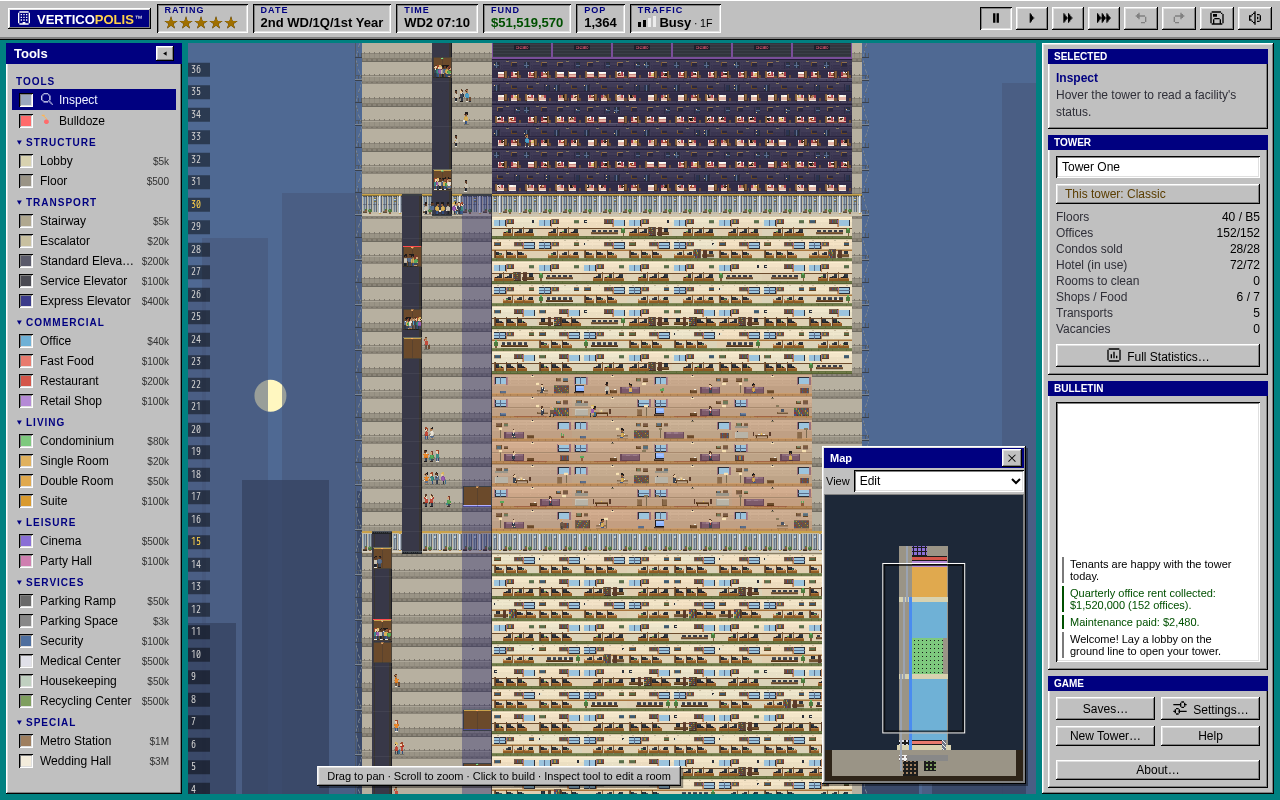 VERTICOPOLIS™
RATING
DATE
2nd WD/1Q/1st Year
TIME
WD2 07:10
FUND
$51,519,570
POP
1,364
TRAFFIC
Busy · 1F
Tools
TOOLS
Inspect
Bulldoze
STRUCTURE
Lobby $5k
Floor $500
TRANSPORT
Stairway $5k
Escalator $20k
Standard Eleva… $200k
Service Elevator $100k
Express Elevator $400k
COMMERCIAL
Office $40k
Fast Food $100k
Restaurant $200k
Retail Shop $100k
LIVING
Condominium $80k
Single Room $20k
Double Room $50k
Suite $100k
LEISURE
Cinema $500k
Party Hall $100k
SERVICES
Parking Ramp $50k
Parking Space $3k
Security $100k
Medical Center $500k
Housekeeping $50k
Recycling Center $500k
SPECIAL
Metro Station $1M
Wedding Hall $3M
36
35
34
33
32
31
30
29
28
27
26
25
24
23
22
21
20
19
18
17
16
15
14
13
12
11
10
9
8
7
6
5
4
Drag to pan · Scroll to zoom · Click to build · Inspect tool to edit a room
Map
View Edit
SELECTED
Inspect
Hover the tower to read a facility's
status.
TOWER
Tower One
This tower: Classic
Floors 40 / B5
Offices 152/152
Condos sold 28/28
Hotel (in use) 72/72
Rooms to clean 0
Shops / Food 6 / 7
Transports 5
Vacancies 0
Full Statistics…
BULLETIN
Tenants are happy with the tower
today.
Quarterly office rent collected:
$1,520,000 (152 offices).
Maintenance paid: $2,480.
Welcome! Lay a lobby on the
ground line to open your tower.
GAME
Saves…
Settings…
New Tower…
Help
About…